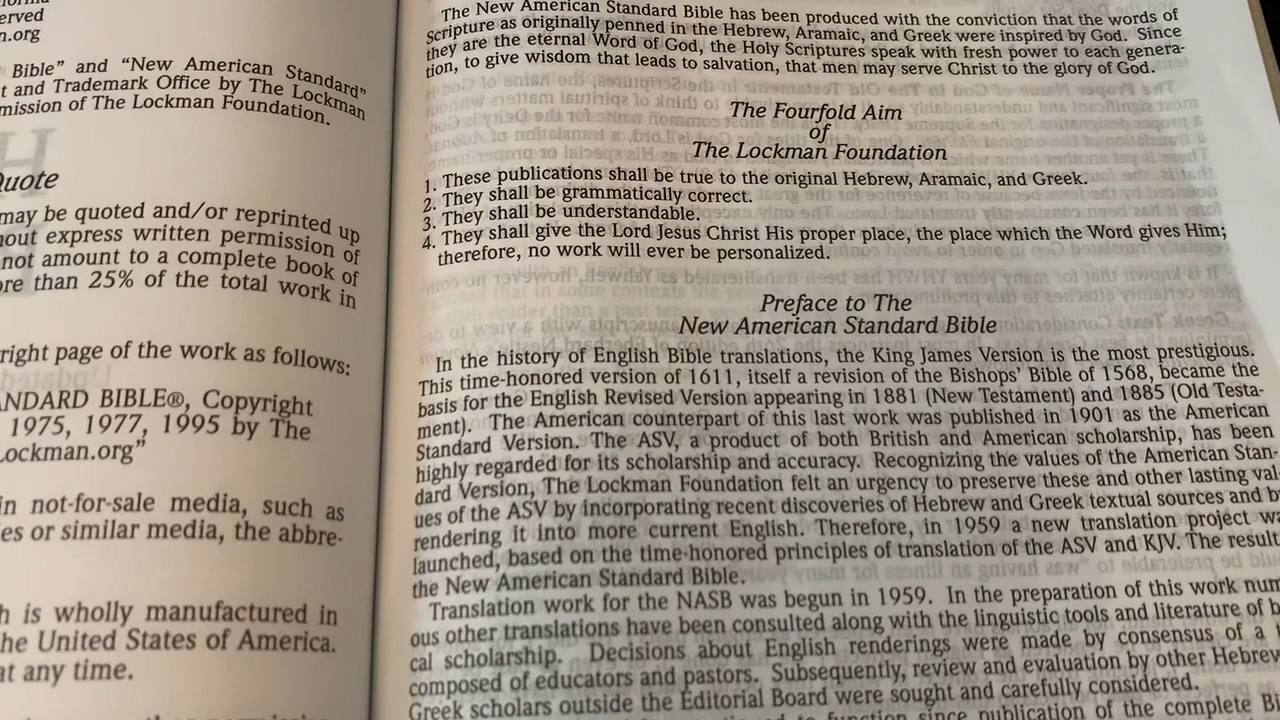 erved
n.org
Bible” and “New American Standard”
t and Trademark Office by The Lockman
mission of The Lockman Foundation.
Quote
may be quoted and/or reprinted up
out express written permission of
not amount to a complete book of
ore than 25% of the total work in
right page of the work as follows:
ANDARD BIBLE®, Copyright
1975, 1977, 1995 by The
Lockman.org”
in not-for-sale media, such as
es or similar media, the abbre-
h is wholly manufactured in
he United States of America.
at any time.
The New American Standard Bible has been produced with the conviction that the words of
Scripture as originally penned in the Hebrew, Aramaic, and Greek were inspired by God. Since
they are the eternal Word of God, the Holy Scriptures speak with fresh power to each genera-
tion, to give wisdom that leads to salvation, that men may serve Christ to the glory of God.
The Fourfold Aim
of
The Lockman Foundation
1. These publications shall be true to the original Hebrew, Aramaic, and Greek.
2. They shall be grammatically correct.
3. They shall be understandable.
4. They shall give the Lord Jesus Christ His proper place, the place which the Word gives Him;
therefore, no work will ever be personalized.
Preface to The
New American Standard Bible
In the history of English Bible translations, the King James Version is the most prestigious.
This time-honored version of 1611, itself a revision of the Bishops’ Bible of 1568, became the
basis for the English Revised Version appearing in 1881 (New Testament) and 1885 (Old Testa-
ment). The American counterpart of this last work was published in 1901 as the American
Standard Version. The ASV, a product of both British and American scholarship, has been
highly regarded for its scholarship and accuracy. Recognizing the values of the American Stan-
dard Version, The Lockman Foundation felt an urgency to preserve these and other lasting val-
ues of the ASV by incorporating recent discoveries of Hebrew and Greek textual sources and b
rendering it into more current English. Therefore, in 1959 a new translation project wa
launched, based on the time-honored principles of translation of the ASV and KJV. The result
the New American Standard Bible.
Translation work for the NASB was begun in 1959. In the preparation of this work num
ous other translations have been consulted along with the linguistic tools and literature of b
cal scholarship. Decisions about English renderings were made by consensus of a
composed of educators and pastors. Subsequently, review and evaluation by other Hebrew
Greek scholars outside the Editorial Board were sought and carefully considered.
to function since publication of the complete Bi